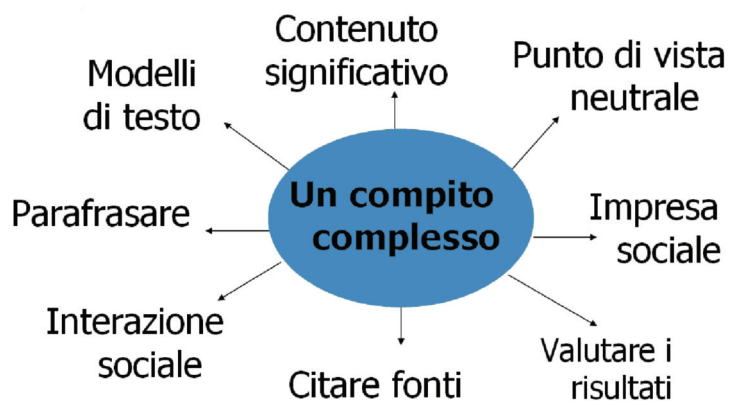 Contenuto
significativo
Punto di vista
neutrale
Modelli
di testo
Un compito
complesso
Parafrasare
Impresa
sociale
Interazione
sociale
Citare fonti
Valutare i
risultati